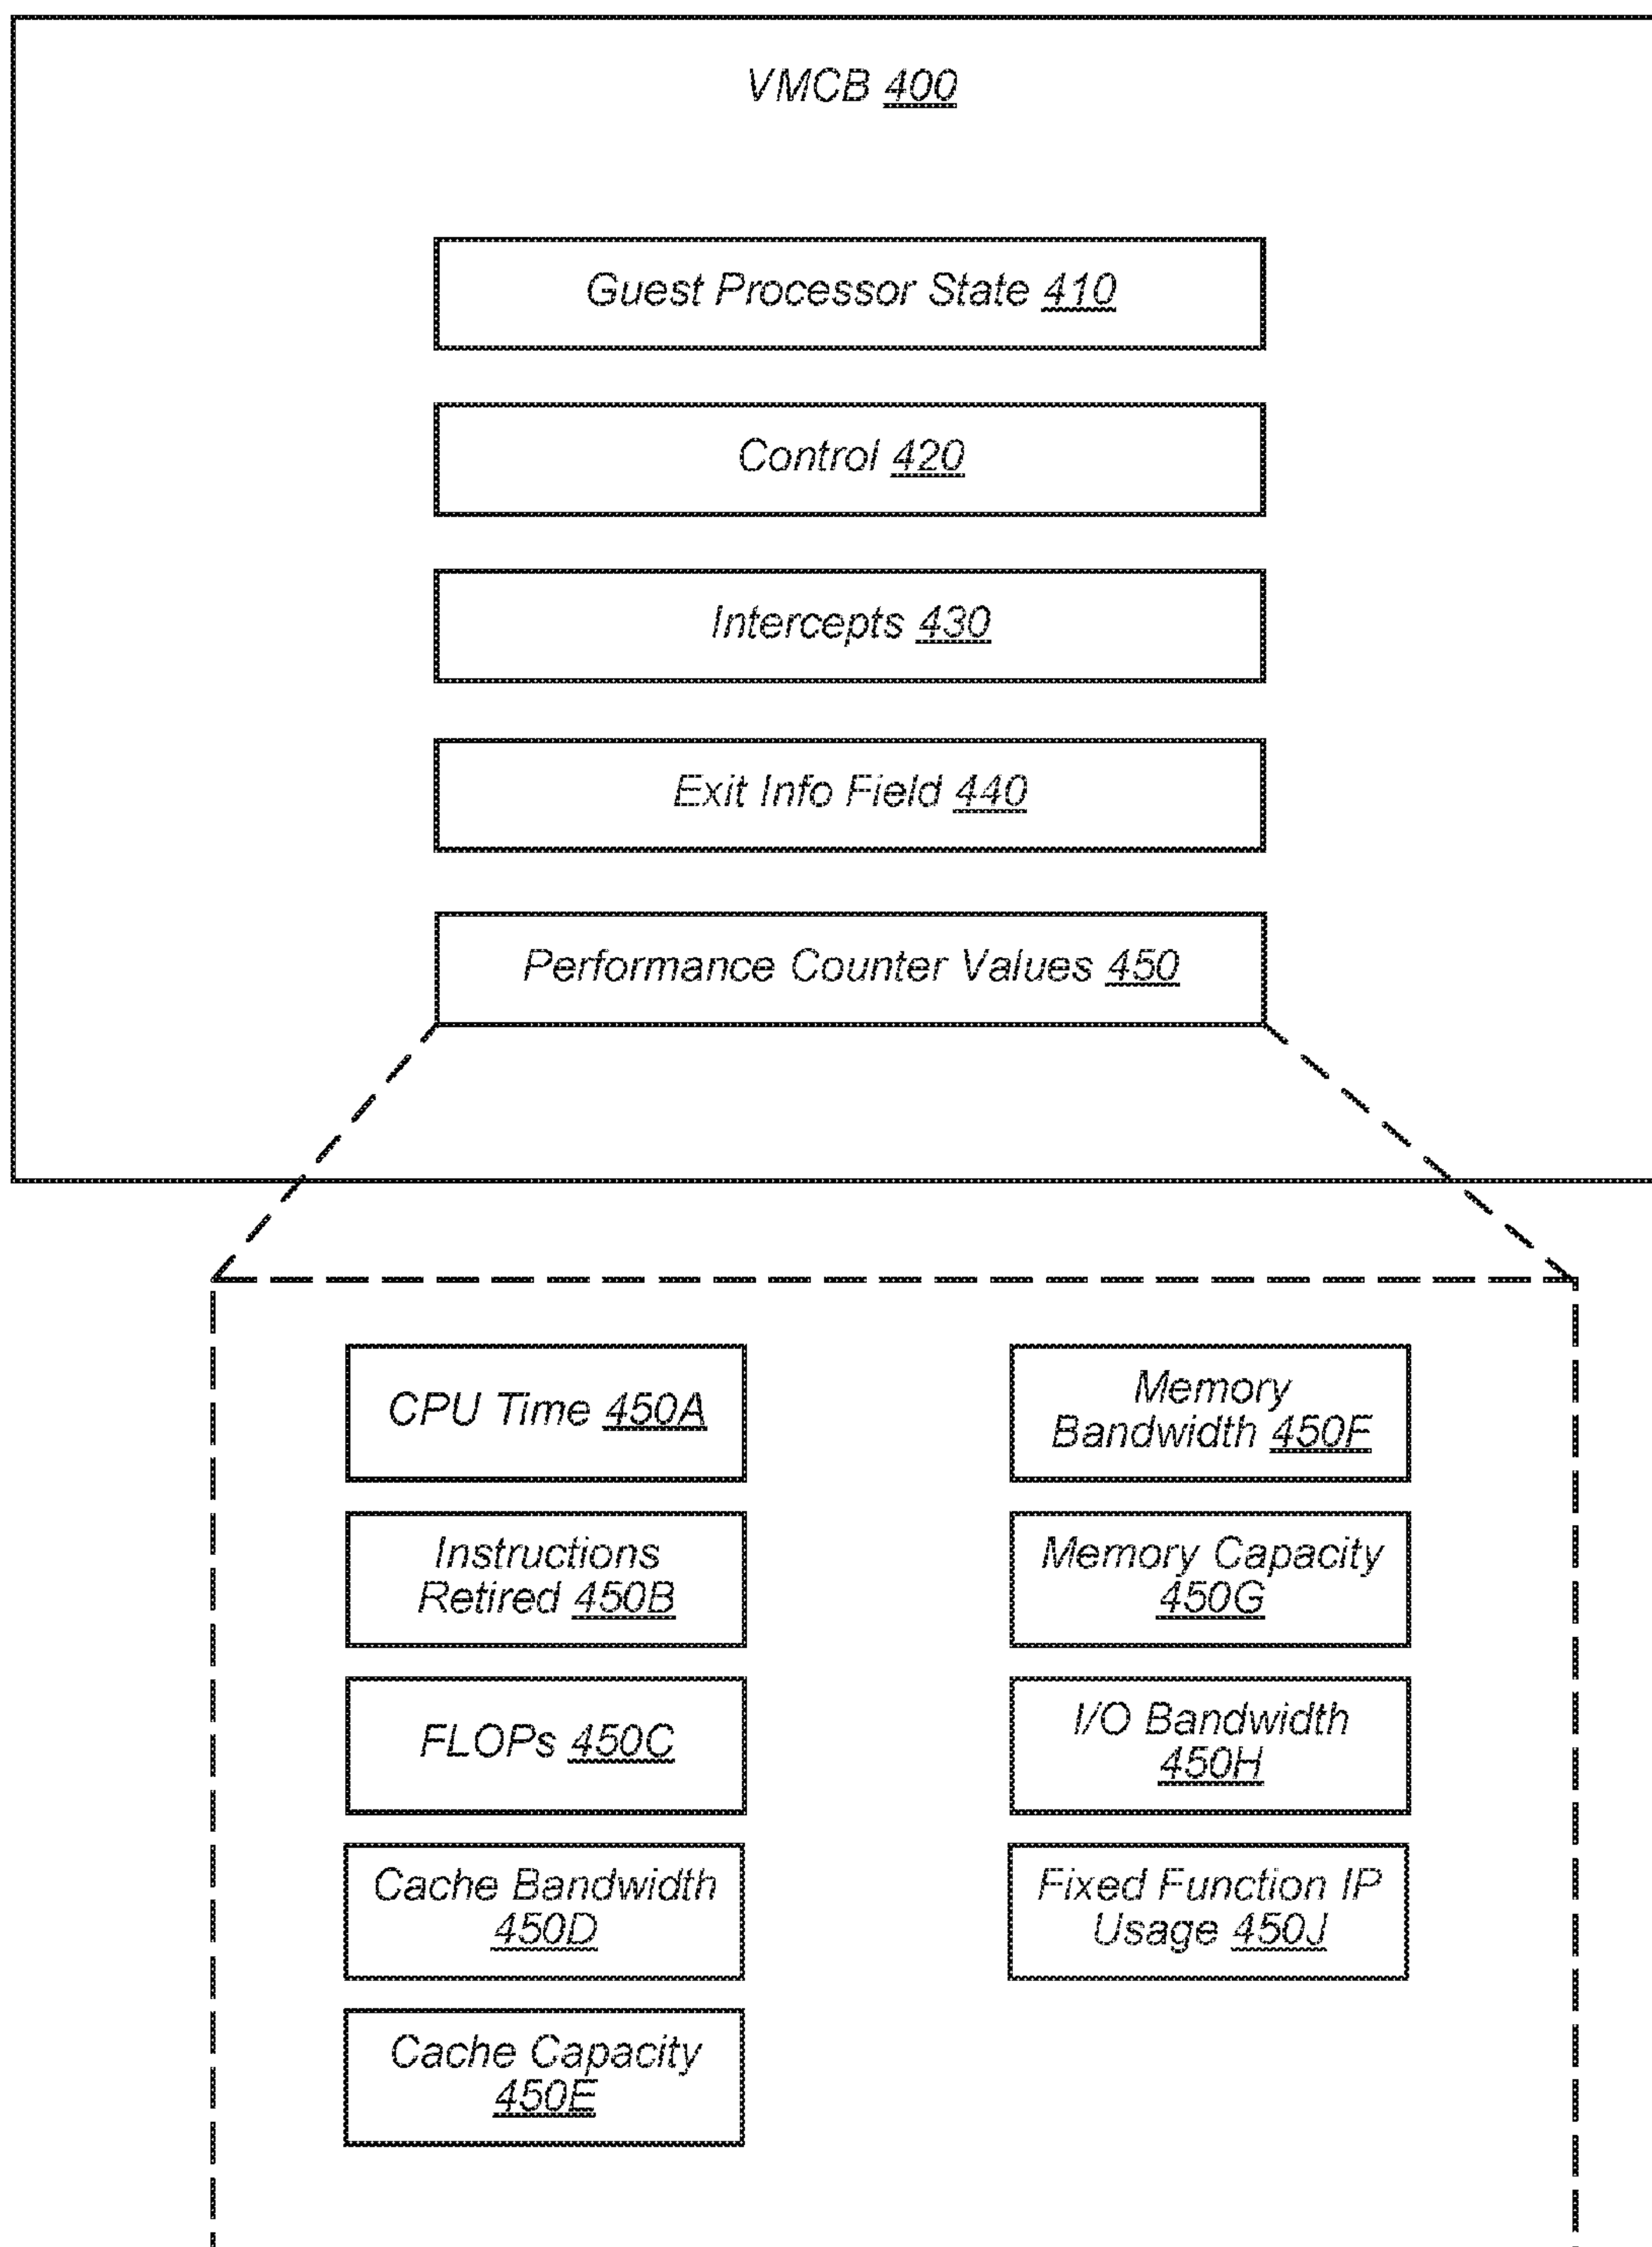 VMCB 400
Guest Processor State 410
Control 420
Intercepts 430
Exit Info Field 440
Performance Counter Values 450
CPU Time 450A
Instructions
Retired 450B
FLOPs 450C
Cache Bandwidth
450D
Cache Capacity
450E
Memory
Bandwidth 450F
Memory Capacity
450G
I/O Bandwidth
450H
Fixed Function IP
Usage 450J